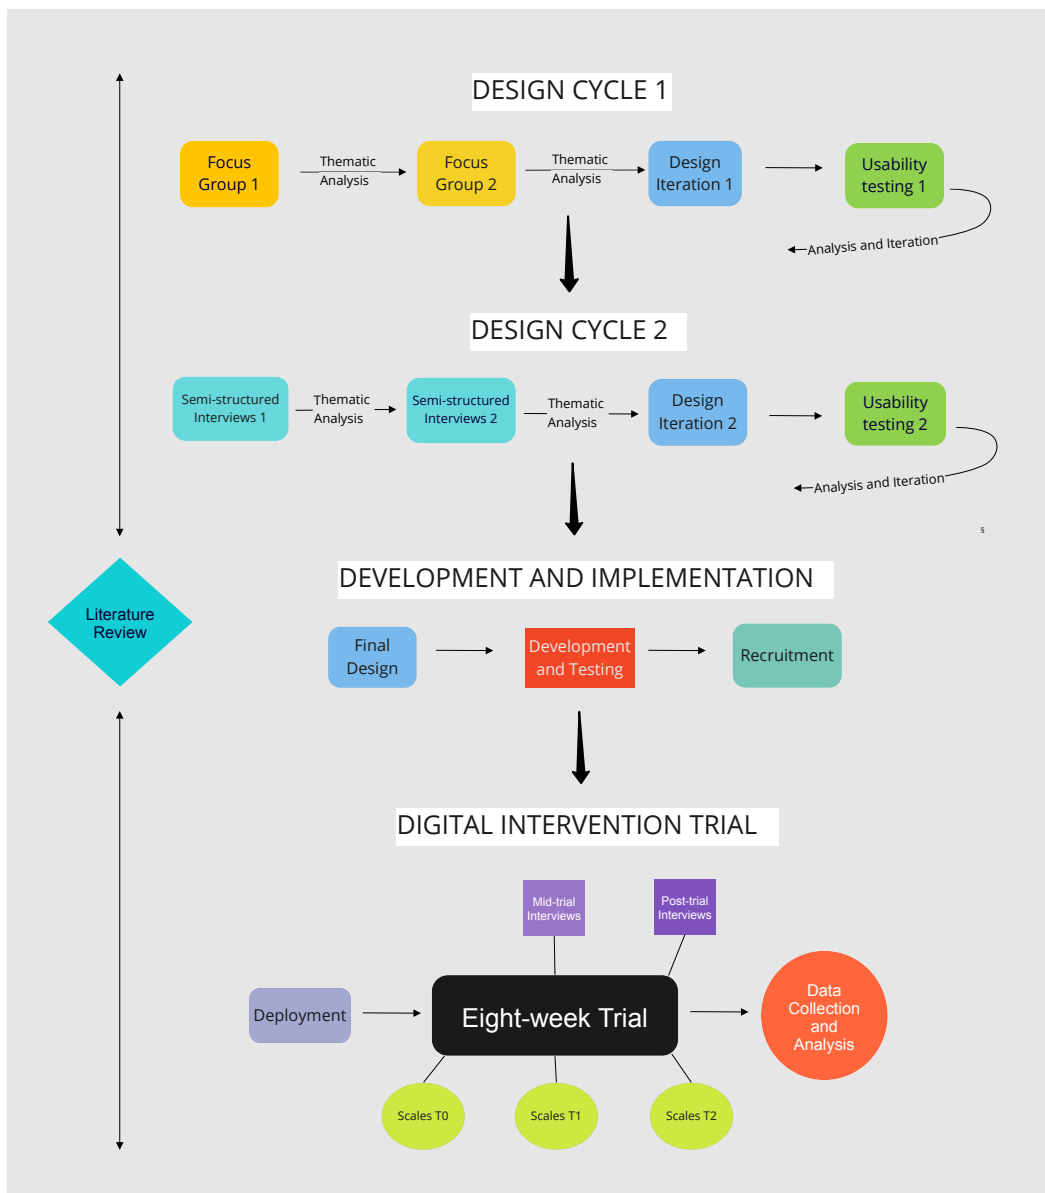 DESIGN CYCLE 1
Focus
Group 1
Thematic
Analysis
Focus
Group 2
Thematic
Analysis
Design
Iteration 1
Usability
testing 1
Analysis and Iteration
DESIGN CYCLE 2
Semi-structured
Interviews 1
Thematic
Analysis
Semi-structured
Interviews 2
Thematic
Analysis
Design
Iteration 2
Usability
testing 2
Analysis and Iteration
§
DEVELOPMENT AND IMPLEMENTATION
Literature
Review
Final
Design
Development
and Testing
Recruitment
DIGITAL INTERVENTION TRIAL
Mid-trial
Interviews
Post-trial
Interviews
Deployment
Eight-week Trial
Data
Collection
and
Analysis
Scales T0
Scales T1
Scales T2